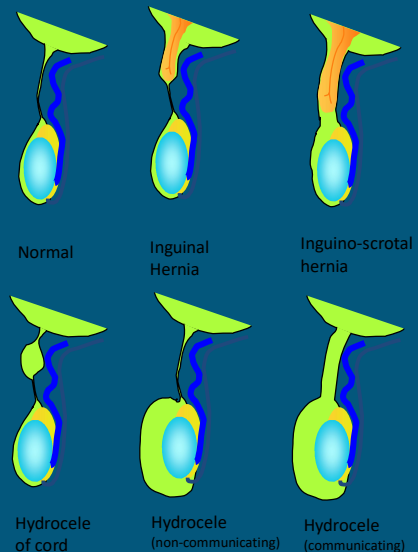 Normal
Inguinal
Hernia
Inguino-scrotal
hernia
Hydrocele
of cord
Hydrocele
(non-communicating)
Hydrocele
(communicating)